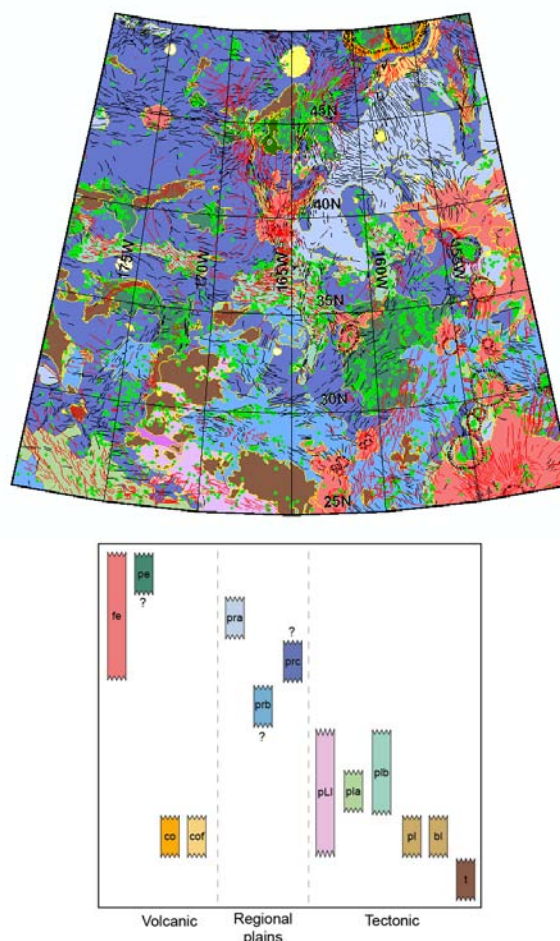 45N
40N
175W
170W
165W
160W
155W
35N
30N
25N
pe
fe
?
pra
?
prc
prb
?
pLl
pla
plb
co
cof
pl
bl
t
Volcanic
Regional
plains
Tectonic